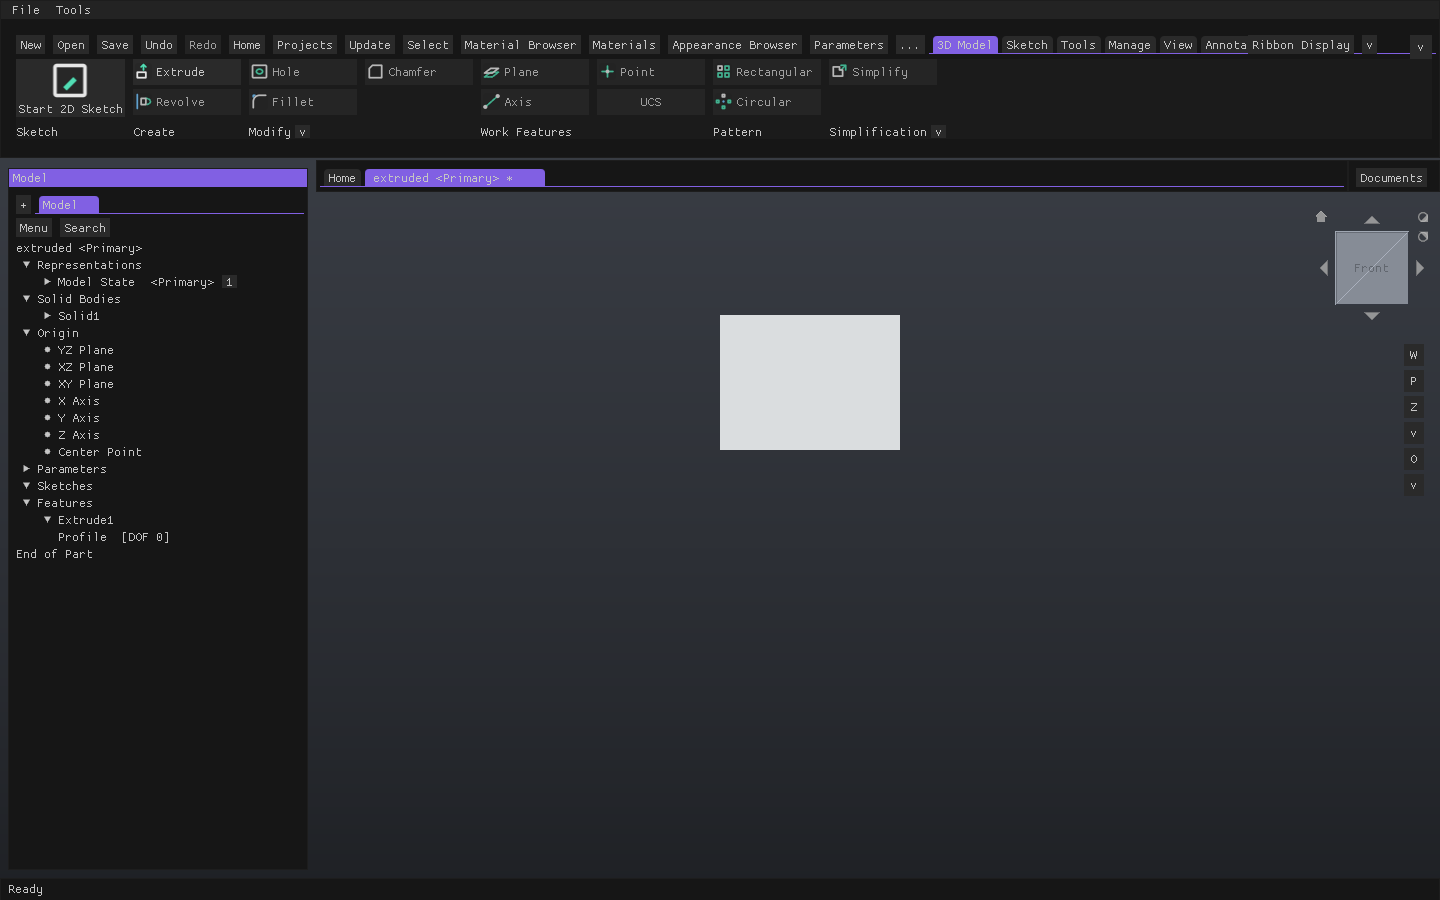 File Tools
New Open Save Undo Redo Home Projects Update Select Material Browser Materials Appearance Browser Parameters ... 3D Model Sketch Tools Manage View Annota Ribbon Display v v
Extrude Hole Chamfer Plane Point Rectangular Simplify
Start 2D Sketch Revolve Fillet Axis UCS Circular
Sketch Create Modify v Work Features Pattern Simplification v
Model
Home extruded <Primary> * Documents
+ Model
Menu Search
extruded <Primary>
Representations
Model State <Primary> 1
Solid Bodies
Solid1
Origin
YZ Plane
XZ Plane
XY Plane
X Axis
Y Axis
Z Axis
Center Point
Parameters
Sketches
Features
Extrude1
Profile [DOF 0]
End of Part
Front
W
P
Z
v
O
v
Ready